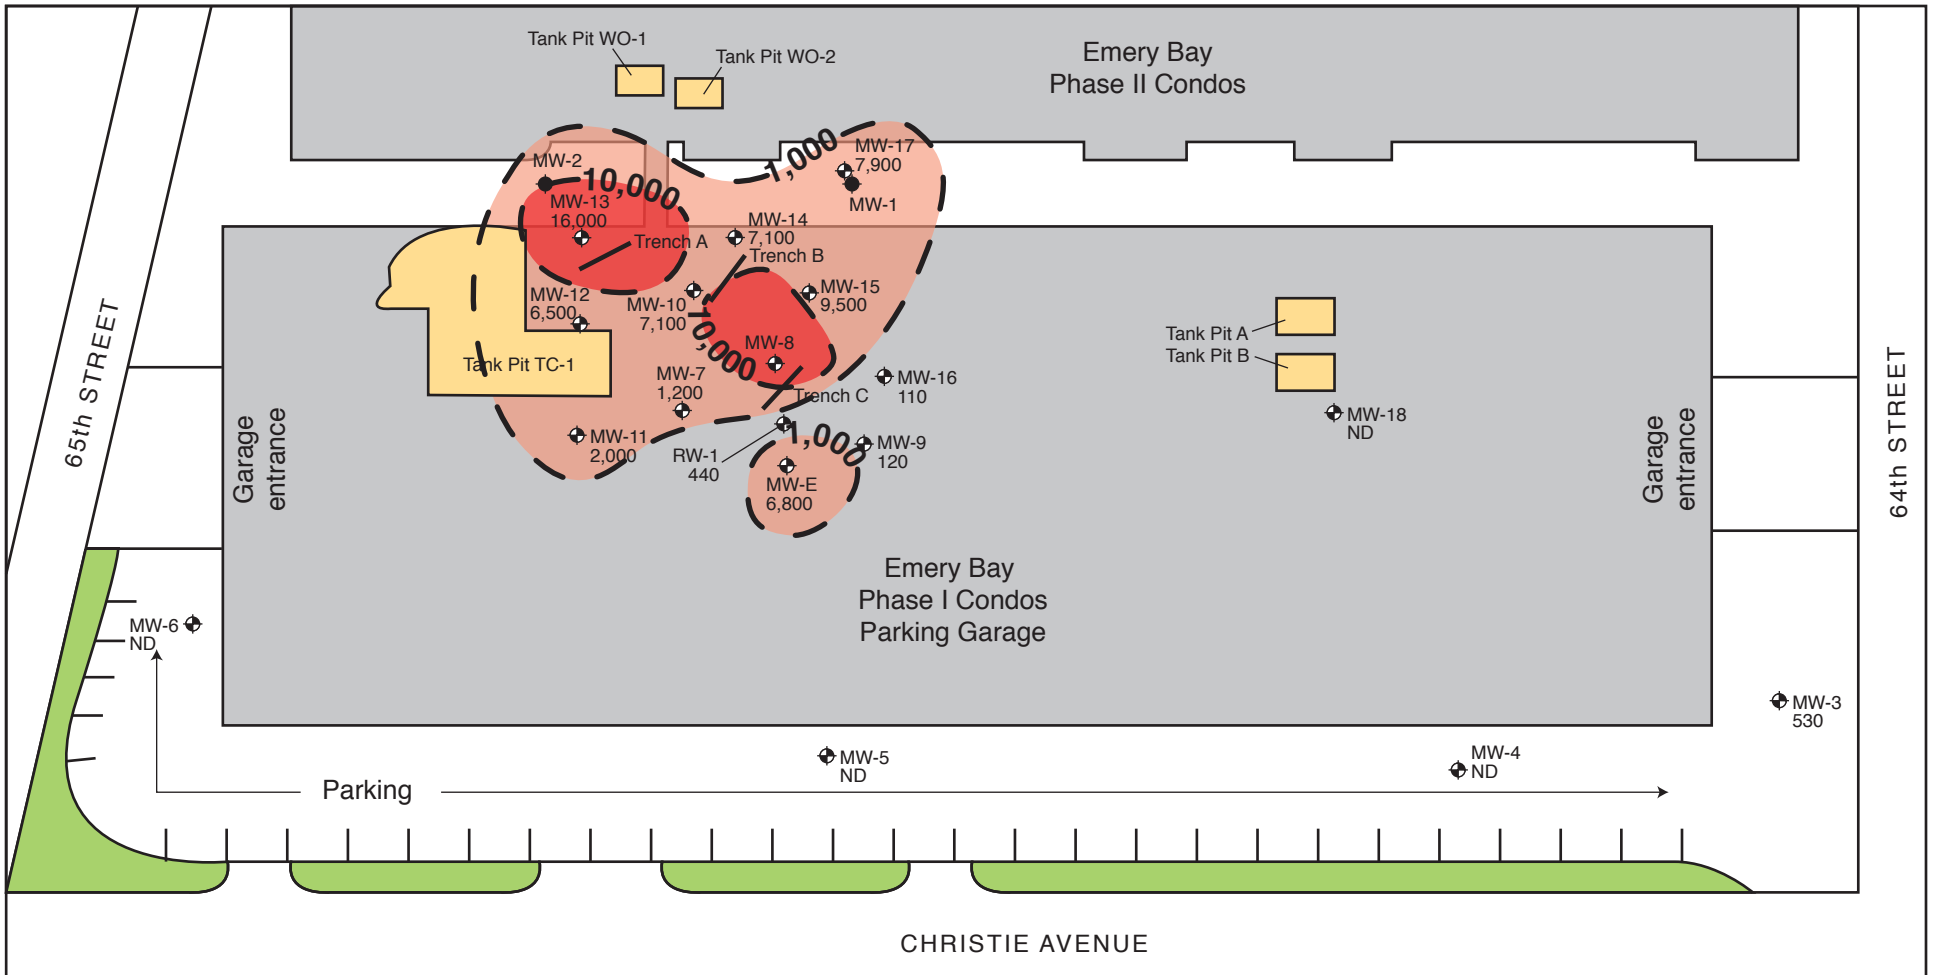 Tank Pit WO-1
Tank Pit WO-2
Emery Bay
Phase II Condos
1,000
MW-17
7,900
MW-2
10,000
MW-13
16,000
MW-1
MW-14
7,100
Trench A
Trench B
MW-12
6,500
MW-10
7,100
MW-15
9,500
10,000
MW-8
Tank Pit TC-1
MW-7
1,200
MW-16
110
Trench C
Tank Pit A
Tank Pit B
MW-18
ND
MW-11
2,000
RW-1
440
1,000
MW-9
120
MW-E
6,800
65th STREET
Garage
entrance
Garage
entrance
64th STREET
Emery Bay
Phase I Condos
Parking Garage
MW-6
ND
MW-3
530
MW-5
ND
MW-4
ND
Parking
CHRISTIE AVENUE